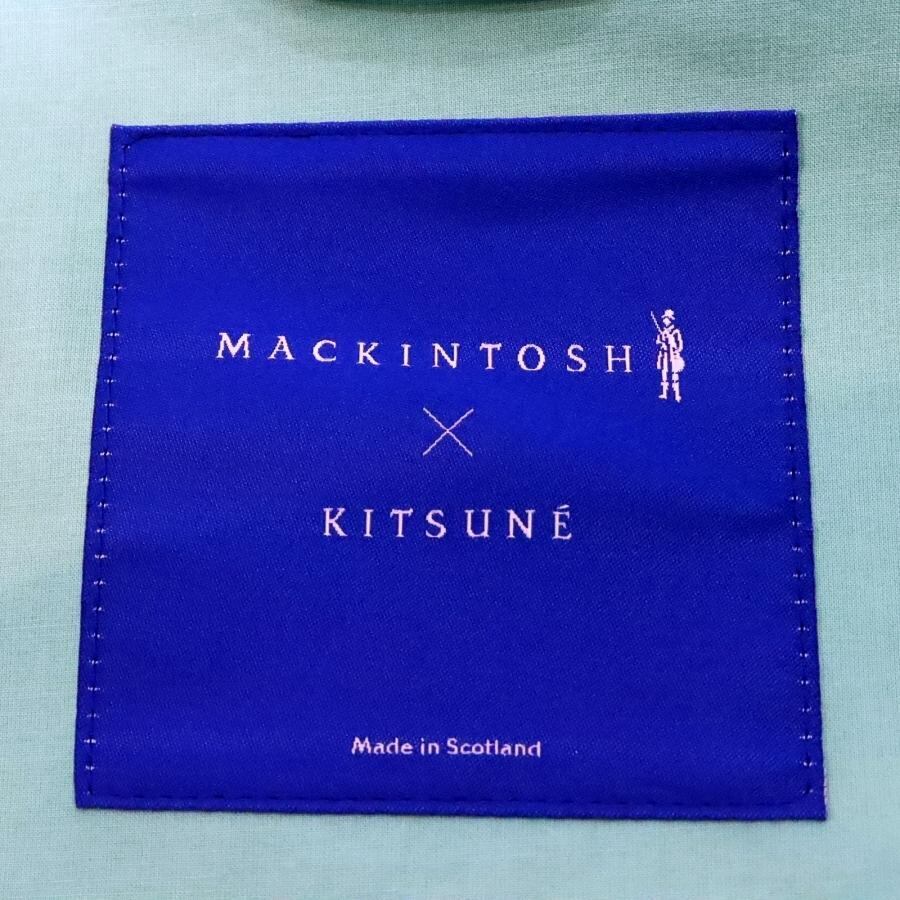 MACKINTOSH
×
KITSUNÉ
Made in Scotland